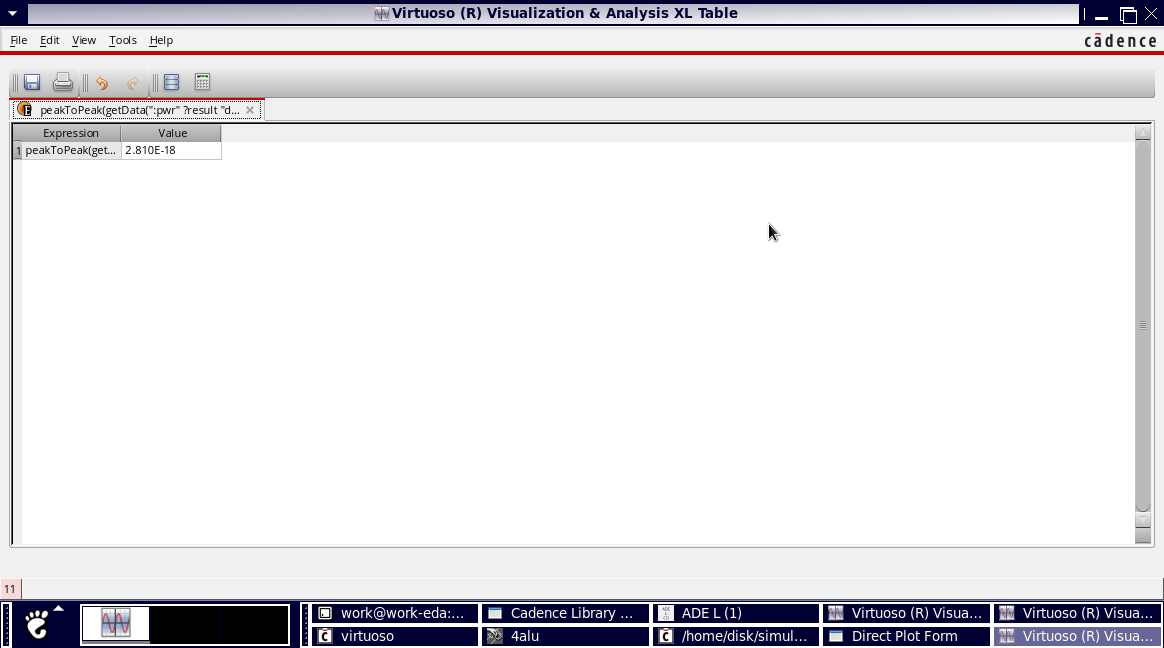 Virtuoso (R) Visualization & Analysis XL Table
File Edit View Tools Help
cādence
peakToPeak(getData(":pwr" ?result "d...
Expression Value
1 peakToPeak(get... 2.810E-18
11
work@work-eda:... Cadence Library ... ADE L (1) Virtuoso (R) Visua... Virtuoso (R) Visua...
virtuoso 4alu /home/disk/simul... Direct Plot Form Virtuoso (R) Visua...